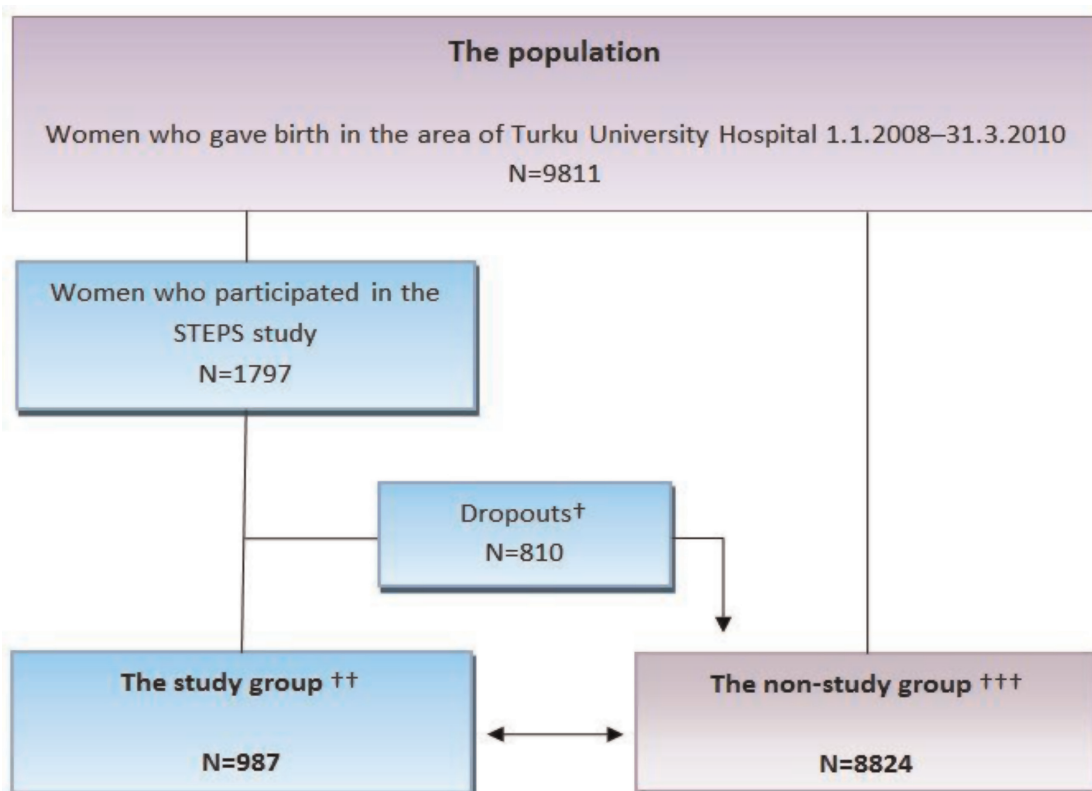 The population
Women who gave birth in the area of Turku University Hospital 1.1.2008–31.3.2010
N=9811
Women who participated in the
STEPS study
N=1797
Dropouts†
N=810
The study group ††
N=987
The non-study group †††
N=8824